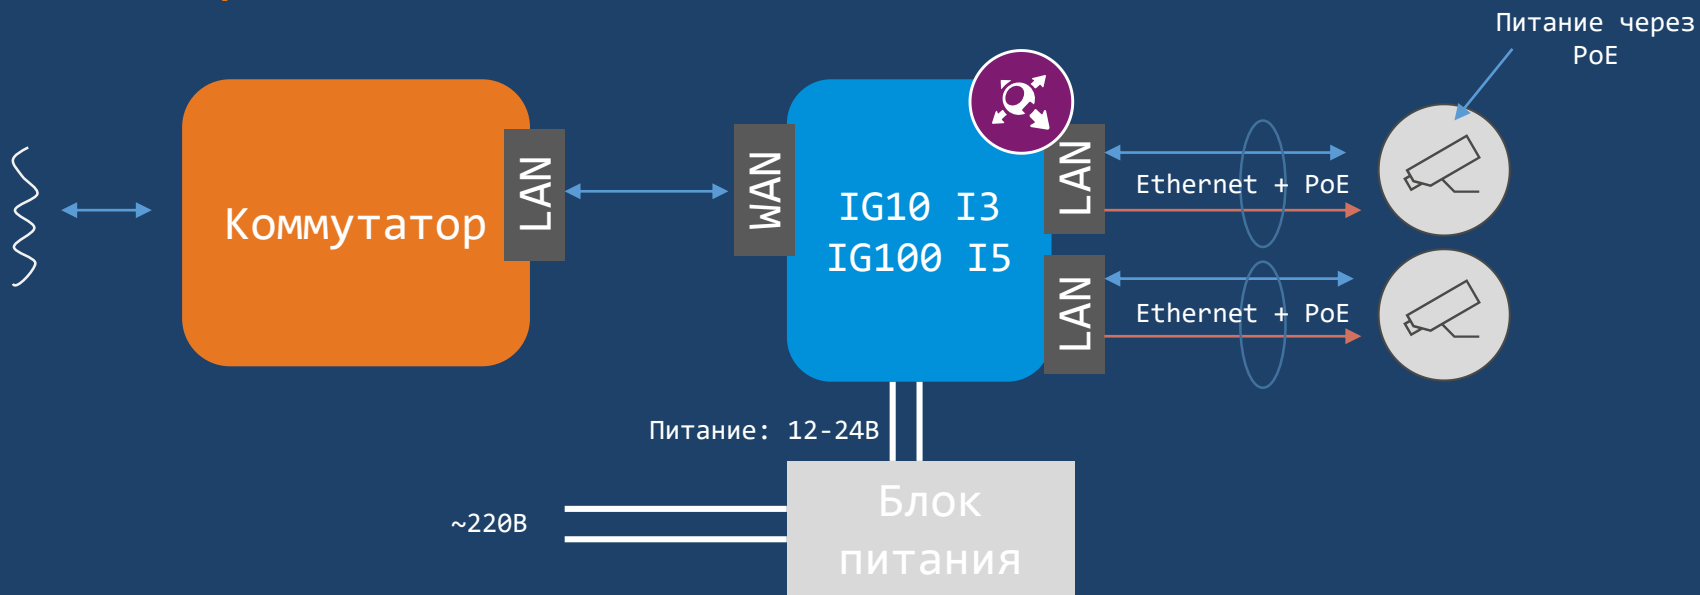 Питание через
PoE
Коммутатор
LAN
WAN
IG10 I3
IG100 I5
LAN
Ethernet + PoE
LAN
Ethernet + PoE
Питание: 12-24В
~220В
Блок
питания